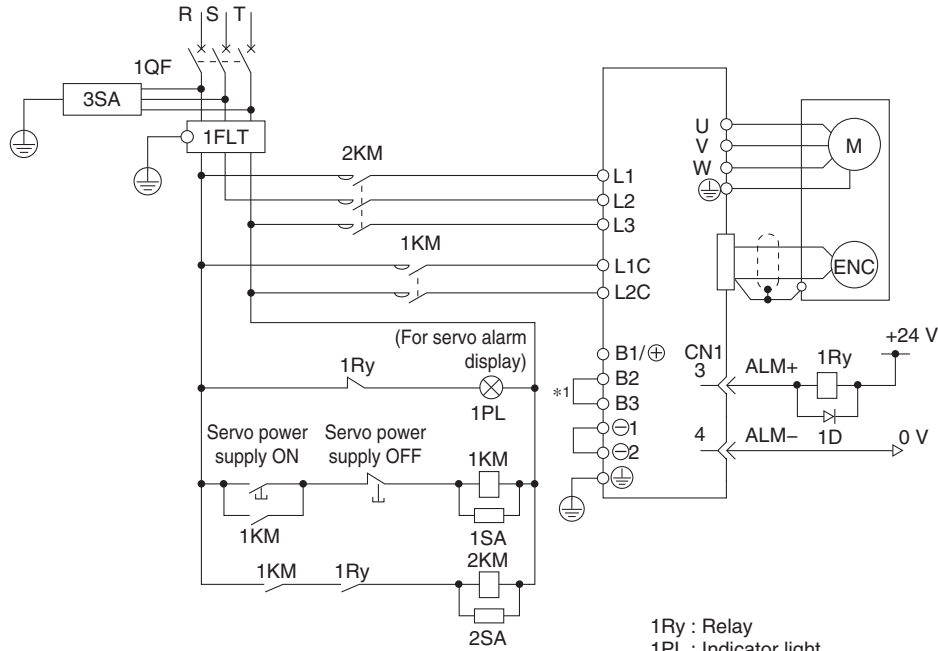 R S T
1QF
3SA
1FLT
2KM
1KM
L1
L2
L3
L1C
L2C
U
V
W
M
ENC
(For servo alarm
display)
1Ry
1PL
B1/⊕
B2
*1
B3
⊖1
⊖2
CN1
3
ALM+
1Ry
+24 V
4
ALM−
1D
0 V
Servo power
supply ON
Servo power
supply OFF
1KM
1KM
1SA
1KM
1Ry
2KM
2SA
1Ry : Relay
1PL : Indicator light